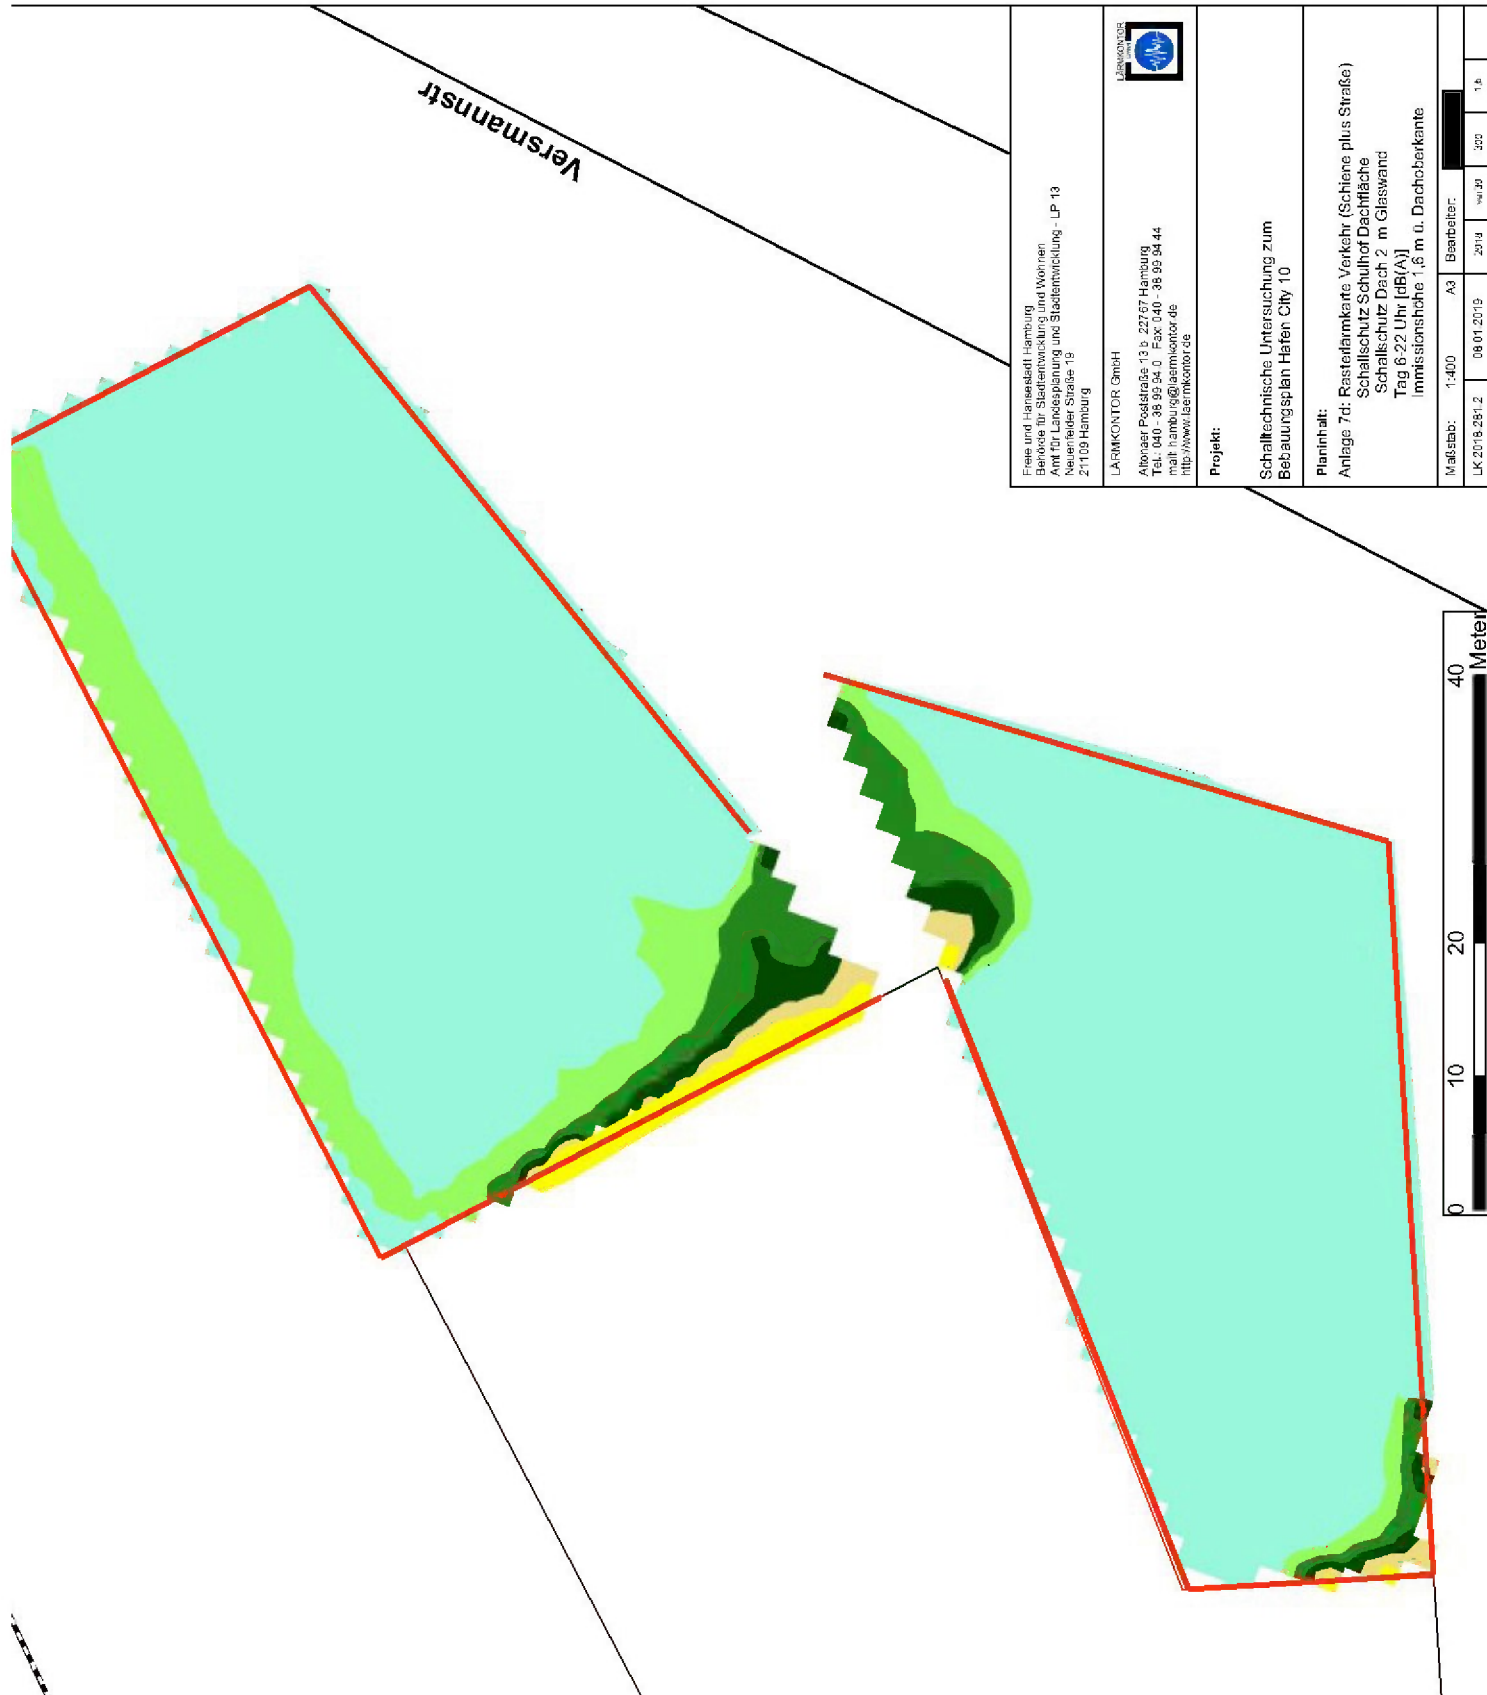 Versmannstr
Freie und Hansestadt Hamburg
Behörde für Stadtentwicklung und Wohnen
Amt für Landesplanung und Stadtentwicklung - LP 13
Neuenfelder Straße 19
21109 Hamburg
LÄRMKONTOR GmbH
LÄRMKONTOR
Altonaer Poststraße 13 b 22767 Hamburg
Tel.: 040 - 38 99 94.0 Fax: 040 - 38 99 94 44
mail: hamburg@laermkontor.de
http://www.laermkontor.de
Projekt:
Schalltechnische Untersuchung zum
Bebauungsplan Hafen City 10
Planinhalt:
Anlage 7d: Rasterlärmkarte Verkehr (Schiene plus Straße)
Schallschutz Schulhof Dachfläche
Schallschutz Dach 2 m Glaswand
Tag 6-22 Uhr [dB(A)]
Immissionshöhe 1,6 m ü. Dachoberkante
Maßstab: 1:400 A3 Bearbeiter:
LK 2018.281.2 08.01.2019
0 10 20 40
Meter